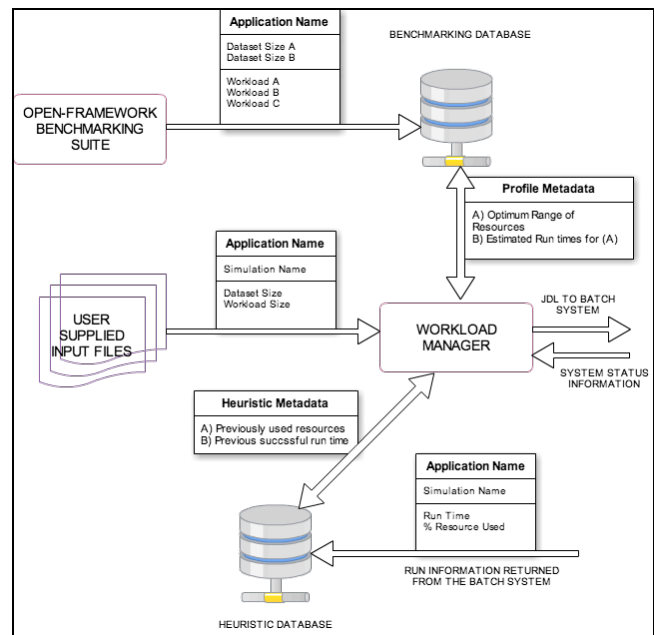 Application Name
Dataset Size A
Dataset Size B
Workload A
Workload B
Workload C
BENCHMARKING DATABASE
OPEN-FRAMEWORK
BENCHMARKING
SUITE
Profile Metadata
A) Optimum Range of
Resources
B) Estimated Run times for (A)
Application Name
Simulation Name
Dataset Size
Workload Size
USER
SUPPLIED
INPUT FILES
WORKLOAD
MANAGER
JDL TO BATCH
SYSTEM
SYSTEM STATUS
INFORMATION
Heuristic Metadata
A) Previously used resources
B) Previous succssful run time
Application Name
Simulation Name
Run Time
% Resource Used
RUN INFORMATION RETURNED
FROM THE BATCH SYSTEM
HEURISTIC DATABASE